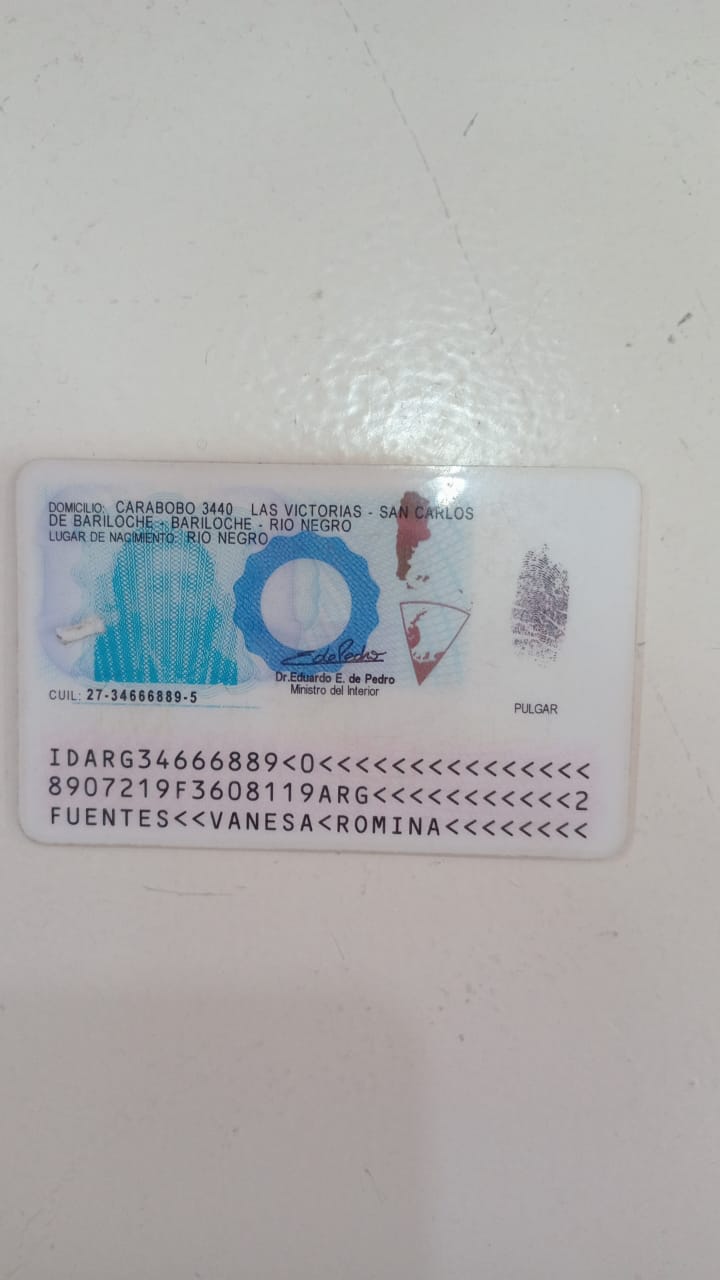 DOMICILIO: CARABOBO 3440 LAS VICTORIAS - SAN CARLOS
DE BARILOCHE - BARILOCHE - RIO NEGRO
LUGAR DE NACIMIENTO: RIO NEGRO
Dr.Eduardo E. de Pedro
Ministro del Interior
CUIL: 27-34666889-5
PULGAR
IDARG34666889<0<<<<<<<<<<<<<<<
8907219F3608119ARG<<<<<<<<<<<2
FUENTES<<VANESA<ROMINA<<<<<<<<